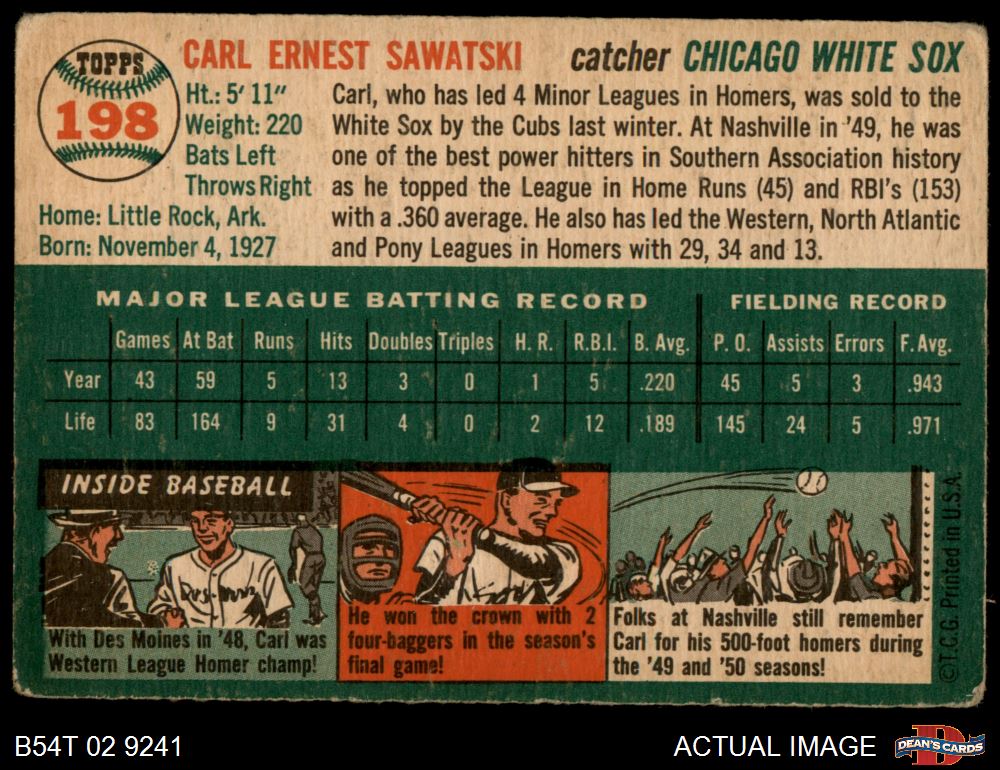 TOPPS
198
CARL ERNEST SAWATSKI catcher CHICAGO WHITE SOX
Ht.: 5' 11"
Weight: 220
Bats Left
Throws Right
Home: Little Rock, Ark.
Born: November 4, 1927
Carl, who has led 4 Minor Leagues in Homers, was sold to the
White Sox by the Cubs last winter. At Nashville in '49, he was
one of the best power hitters in Southern Association history
as he topped the League in Home Runs (45) and RBI's (153)
with a .360 average. He also has led the Western, North Atlantic
and Pony Leagues in Homers with 29, 34 and 13.
MAJOR LEAGUE BATTING RECORD FIELDING RECORD
Games At Bat Runs Hits Doubles Triples H. R. R.B.I. B. Avg. P. O. Assists Errors F. Avg.
Year 43 59 5 13 3 0 1 5 .220 45 5 3 .943
Life 83 164 9 31 4 0 2 12 .189 145 24 5 .971
INSIDE BASEBALL
With Des Moines in '48, Carl was
Western League Homer champ!
He won the crown with 2
four-baggers in the season's
final game!
Folks at Nashville still remember
Carl for his 500-foot homers during
the '49 and '50 seasons!
©T.C.G. Printed in U.S.A.
B54T 02 9241
ACTUAL IMAGE
DEAN'S CARDS